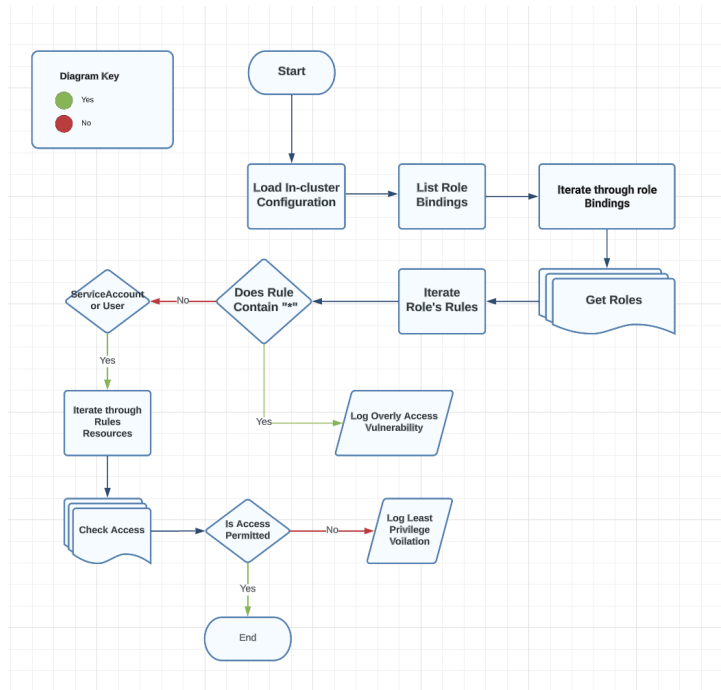 Diagram Key
Yes
No
Start
Load In-cluster
Configuration
List Role
Bindings
Iterate through role
Bindings
ServiceAccount
or User
No
Does Rule
Contain "*"
Iterate
Role's Rules
Get Roles
Yes
Iterate through
Rules
Resources
Yes
Log Overly Access
Vulnerability
Check Access
Is Access
Permitted
No
Log Least
Privilege
Voilation
Yes
End